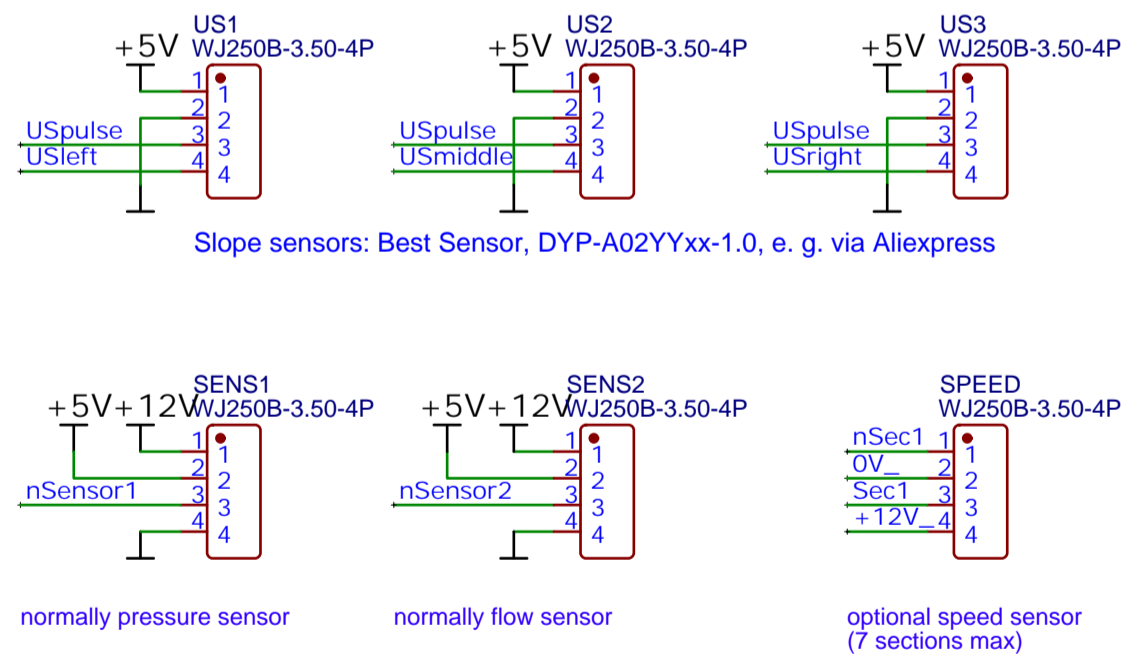 US1
WJ250B-3.50-4P
+5V
1
1
2
2
USpulse
3
3
USleft
4
4
US2
WJ250B-3.50-4P
+5V
1
1
2
2
USpulse
3
3
USmiddle
4
4
US3
WJ250B-3.50-4P
+5V
1
1
2
2
USpulse
3
3
USright
4
4
Slope sensors: Best Sensor, DYP-A02YYxx-1.0, e. g. via Aliexpress
SENS1
WJ250B-3.50-4P
+5V
+12V
1
1
2
2
nSensor1
3
3
4
4
normally pressure sensor
SENS2
WJ250B-3.50-4P
+5V
+12V
1
1
2
2
nSensor2
3
3
4
4
normally flow sensor
SPEED
WJ250B-3.50-4P
nSec1
1
1
0V_
2
2
Sec1
3
3
+12V_
4
4
optional speed sensor
(7 sections max)